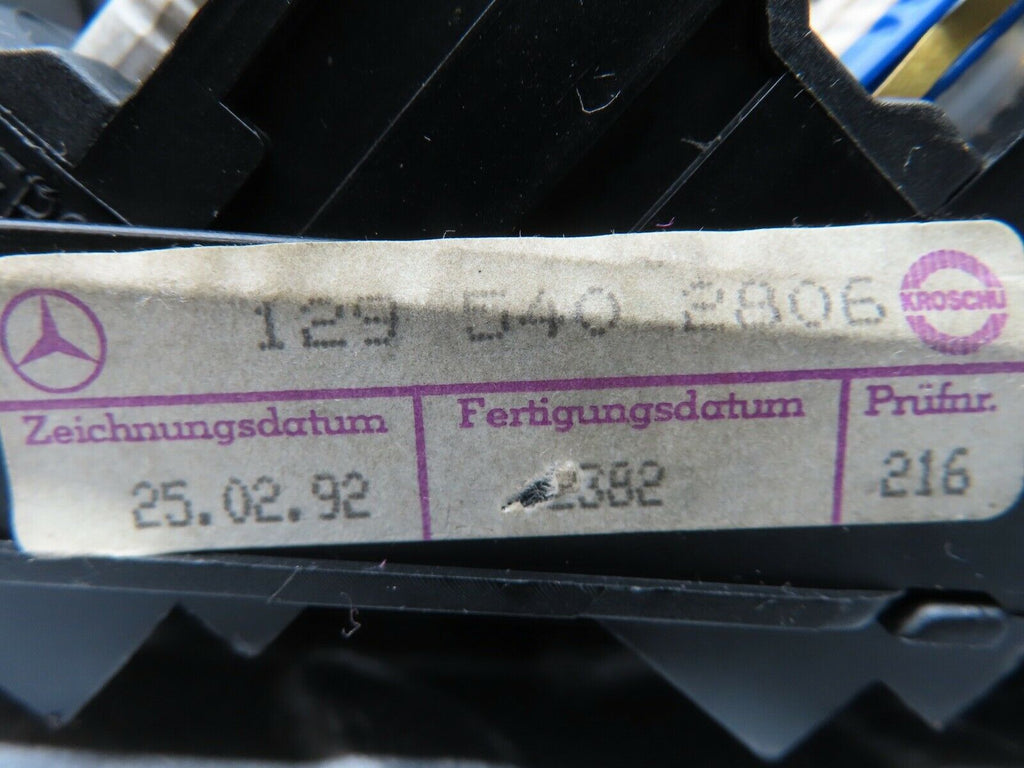 129 540 2806 KROSCHU
Zeichnungsdatum Fertigungsdatum Prüfnr.
25.02.92 2382 216